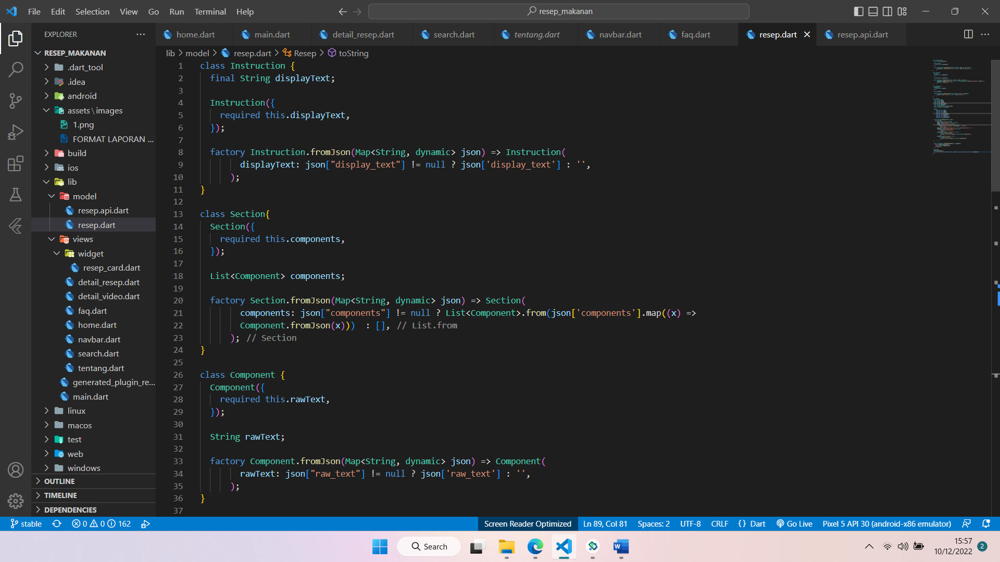 File Edit Selection View Go Run Terminal Help
resep_makanan
EXPLORER
RESEP_MAKANAN
.dart_tool
.idea
android
assets\images
1.png
FORMAT LAPORAN ...
build
ios
lib
model
resep.api.dart
resep.dart
views
widget
resep_card.dart
detail_resep.dart
detail_video.dart
faq.dart
home.dart
navbar.dart
search.dart
tentang.dart
generated_plugin_re...
main.dart
linux
macos
test
web
windows
OUTLINE
TIMELINE
DEPENDENCIES
home.dart main.dart detail_resep.dart search.dart tentang.dart navbar.dart faq.dart resep.dart resep.api.dart
lib > model > resep.dart > Resep > toString
1 class Instruction {
2 final String displayText;
3
4 Instruction({
5 required this.displayText,
6 });
7
8 factory Instruction.fromJson(Map<String, dynamic> json) => Instruction(
9 displayText: json["display_text"] != null ? json['display_text'] : '',
10 );
11 }
12
13 class Section{
14 Section({
15 required this.components,
16 });
17
18 List<Component> components;
19
20 factory Section.fromJson(Map<String, dynamic> json) => Section(
21 components: json["components"] != null ? List<Component>.from(json['components'].map((x) =>
22 Component.fromJson(x))) : [], // List.from
23 ); // Section
24 }
25
26 class Component {
27 Component({
28 required this.rawText,
29 });
30
31 String rawText;
32
33 factory Component.fromJson(Map<String, dynamic> json) => Component(
34 rawText: json["raw_text"] != null ? json['raw_text'] : '',
35 );
36 }
37
stable 0 0 162 Screen Reader Optimized Ln 89, Col 81 Spaces: 2 UTF-8 CRLF {} Dart Go Live Pixel 5 API 30 (android-x86 emulator)
Search
15:57
10/12/2022
2